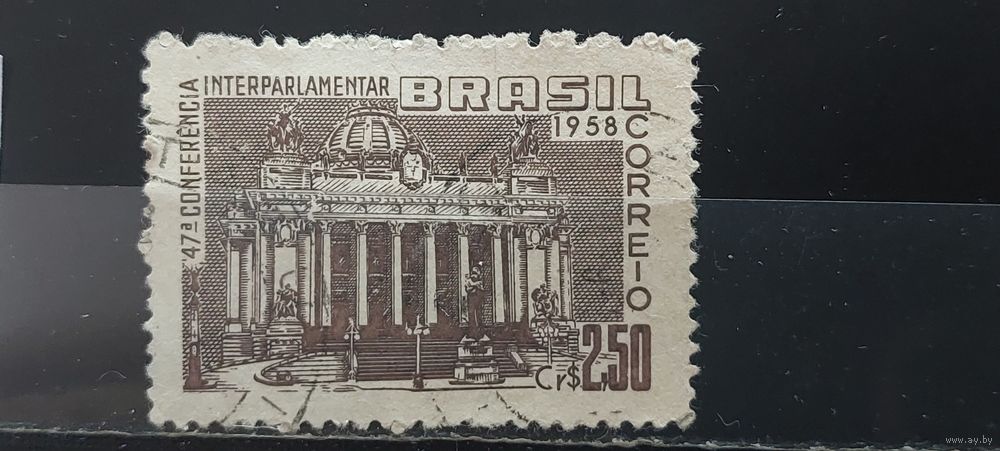 47ª CONFERÊNCIA
INTERPARLAMENTAR
BRASIL
1958
CORREIO
Cr$ 2,50
www.ay.by